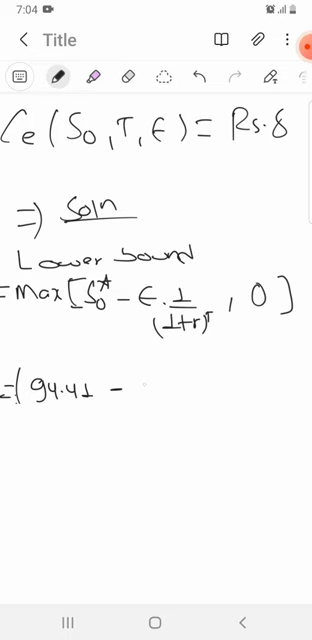 7:04
Title
Ce (S₀, T, E) = Rs. 8
=> Soln
Lower bound
= Max [S₀* - E. 1/(1+r)ᵀ, 0]
= (94.41 -